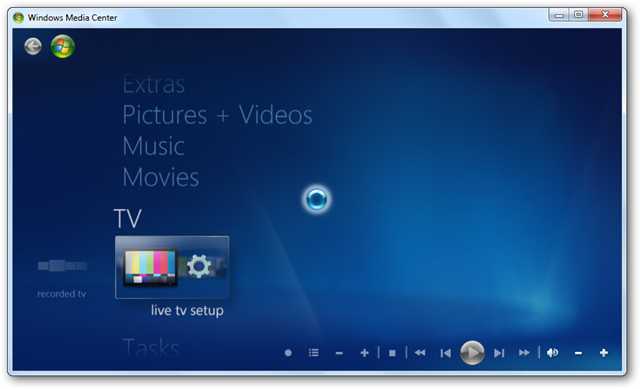 Windows Media Center
Extras
Pictures + Videos
Music
Movies
TV
recorded tv
live tv setup
Tasks